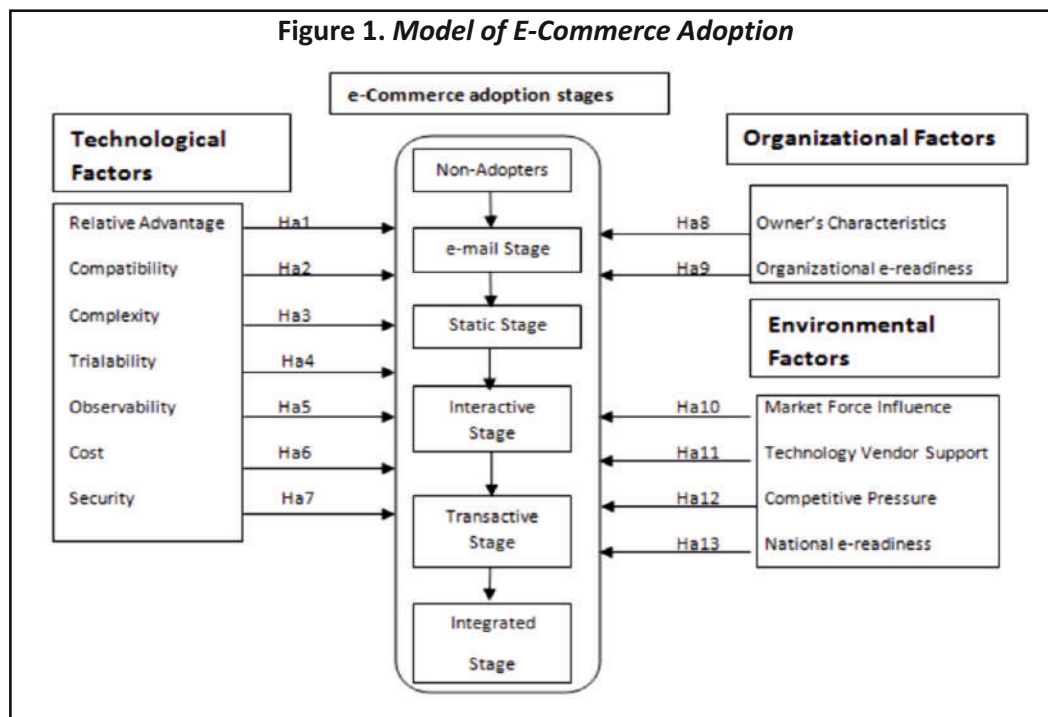 Figure 1. Model of E-Commerce Adoption
e-Commerce adoption stages
Technological
Factors
Relative Advantage
Compatibility
Complexity
Trialability
Observability
Cost
Security
Ha1
Ha2
Ha3
Ha4
Ha5
Ha6
Ha7
Non-Adopters
e-mail Stage
Static Stage
Interactive
Stage
Transactive
Stage
Integrated
Stage
Organizational Factors
Ha8
Owner's Characteristics
Ha9
Organizational e-readiness
Environmental
Factors
Ha10
Market Force Influence
Ha11
Technology Vendor Support
Ha12
Competitive Pressure
Ha13
National e-readiness